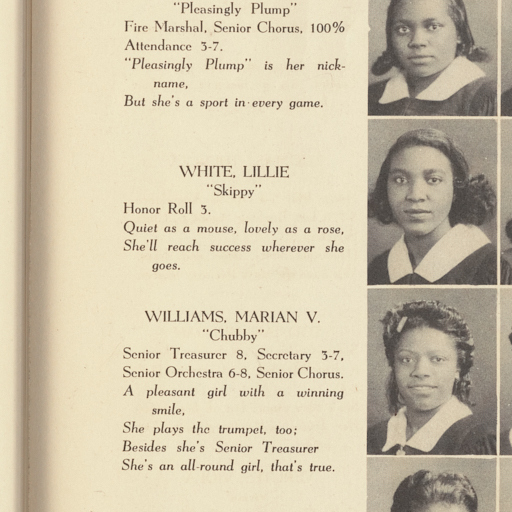 "Pleasingly Plump"
Fire Marshal, Senior Chorus, 100%
Attendance 3-7.
"Pleasingly Plump" is her nick-
name,
But she's a sport in every game.
WHITE, LILLIE
"Skippy"
Honor Roll 3.
Quiet as a mouse, lovely as a rose,
She'll reach success wherever she
goes.
WILLIAMS, MARIAN V.
"Chubby"
Senior Treasurer 8, Secretary 3-7,
Senior Orchestra 6-8, Senior Chorus.
A pleasant girl with a winning
smile,
She plays the trumpet, too;
Besides she's Senior Treasurer
She's an all-round girl, that's true.